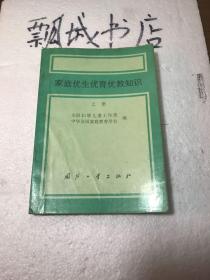 飘城书店
家庭优生优育优教知识
上册
全国妇联儿童工作部
中华全国家庭教育学会
编
国防工业出版社